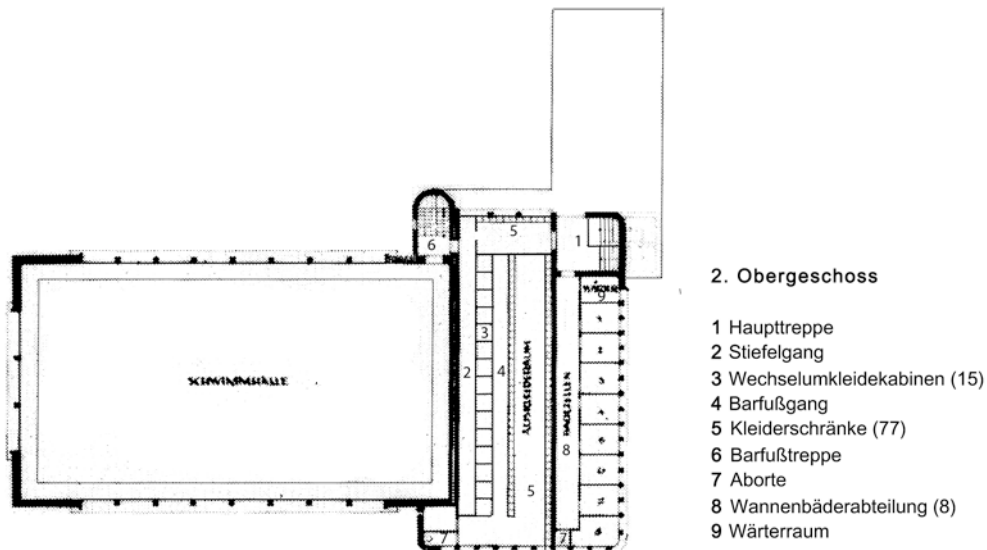 6
5
1
2. Obergeschoss
9
1 Haupttreppe
2 Stiefelgang
3 Wechselumkleidekabinen (15)
4 Barfußgang
5 Kleiderschränke (77)
6 Barfußtreppe
7 Aborte
8 Wannenbäderabteilung (8)
9 Wärterraum
SCHWIMMHALLE
2
3
4
AUSKLEIDERAUM
5
BADEZELLEN
8
7
7